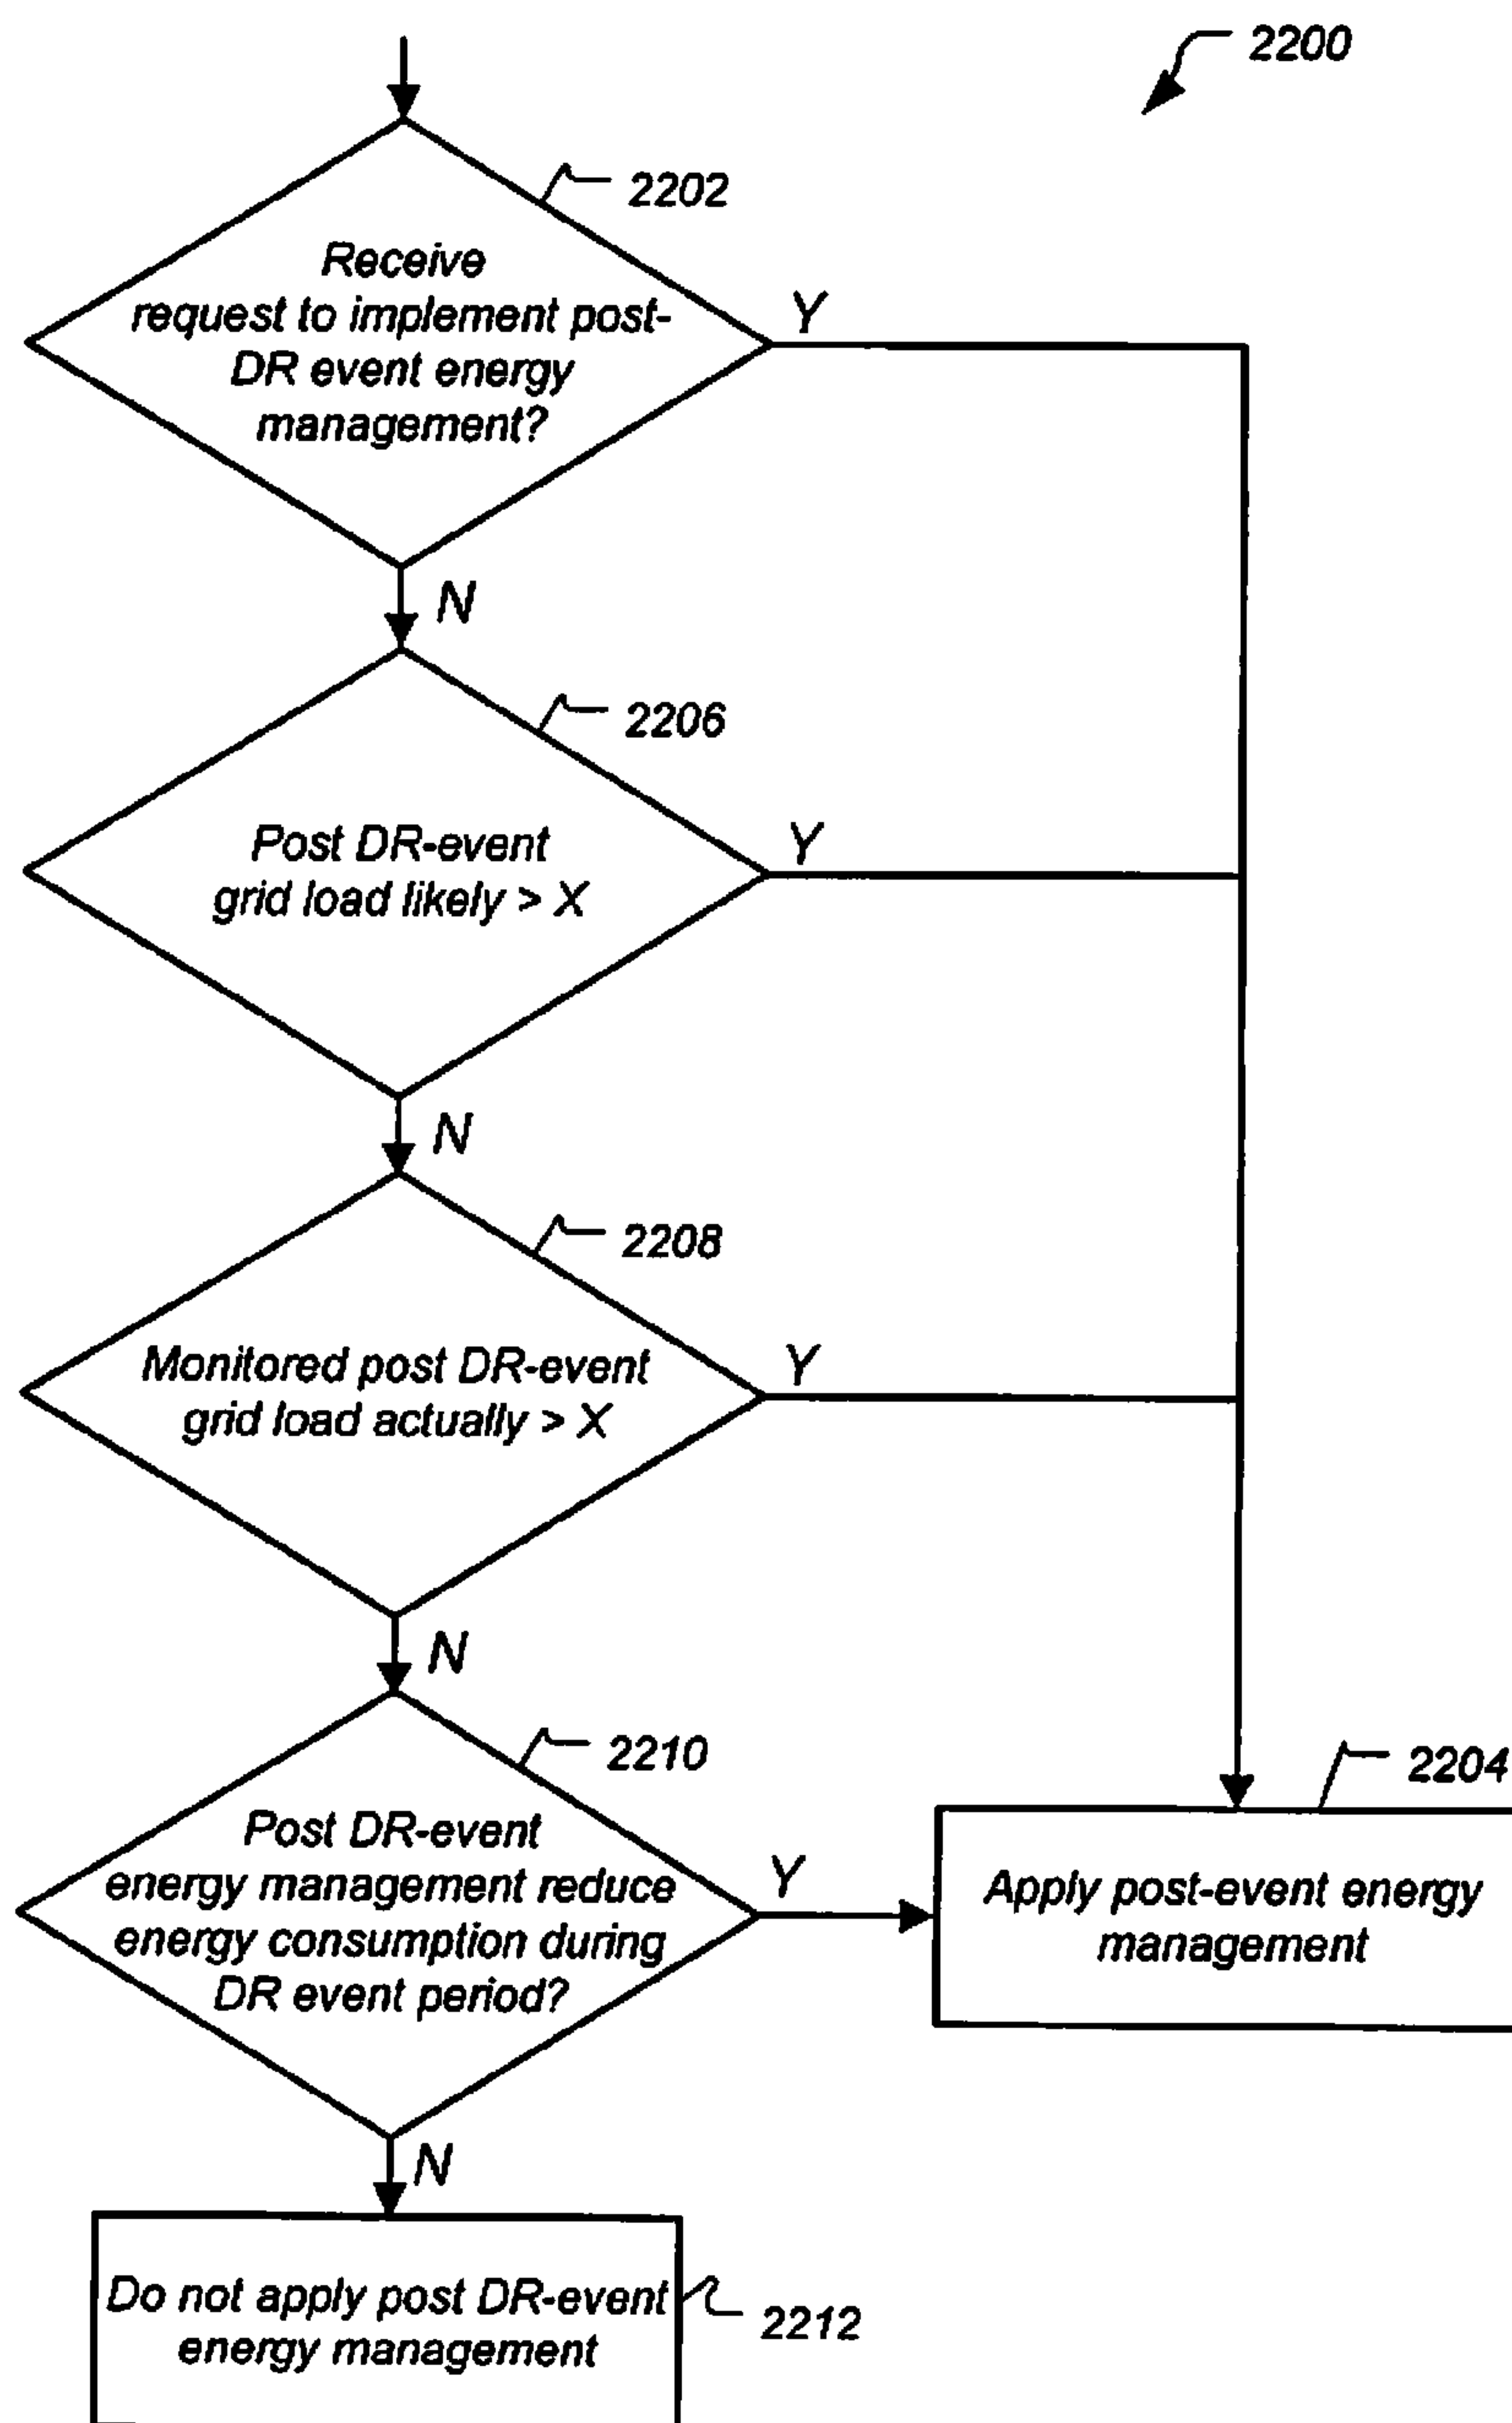 2200
2202
Receive
request to implement post-
DR event energy
management?
Y
N
2206
Post DR-event
grid load likely > X
Y
N
2208
Monitored post DR-event
grid load actually > X
Y
N
2210
Post DR-event
energy management reduce
energy consumption during
DR event period?
Y
2204
Apply post-event energy
management
N
Do not apply post DR-event
energy management
2212